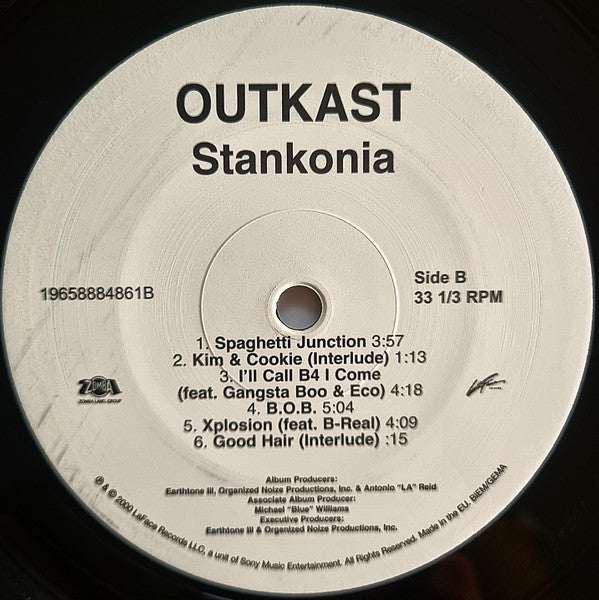 OUTKAST
Stankonia
19658884861B
Side B
33 1/3 RPM
1. Spaghetti Junction 3:57
2. Kim & Cookie (Interlude) 1:13
3. I'll Call B4 I Come
(feat. Gangsta Boo & Eco) 4:18
4. B.O.B. 5:04
5. Xplosion (feat. B-Real) 4:09
6. Good Hair (Interlude) :15
ZOMBA
ZOMBA LABEL GROUP
Album Producers:
Earthtone III, Organized Noize Productions, Inc. & Antonio "LA" Reid
Associate Album Producer:
Michael "Blue" Williams
Executive Producers:
Earthtone III & Organized Noize Productions, Inc.
℗ & © 2000 LaFace Records LLC, a unit of Sony Music Entertainment. All Rights Reserved. Made in the EU. BIEM/GEMA